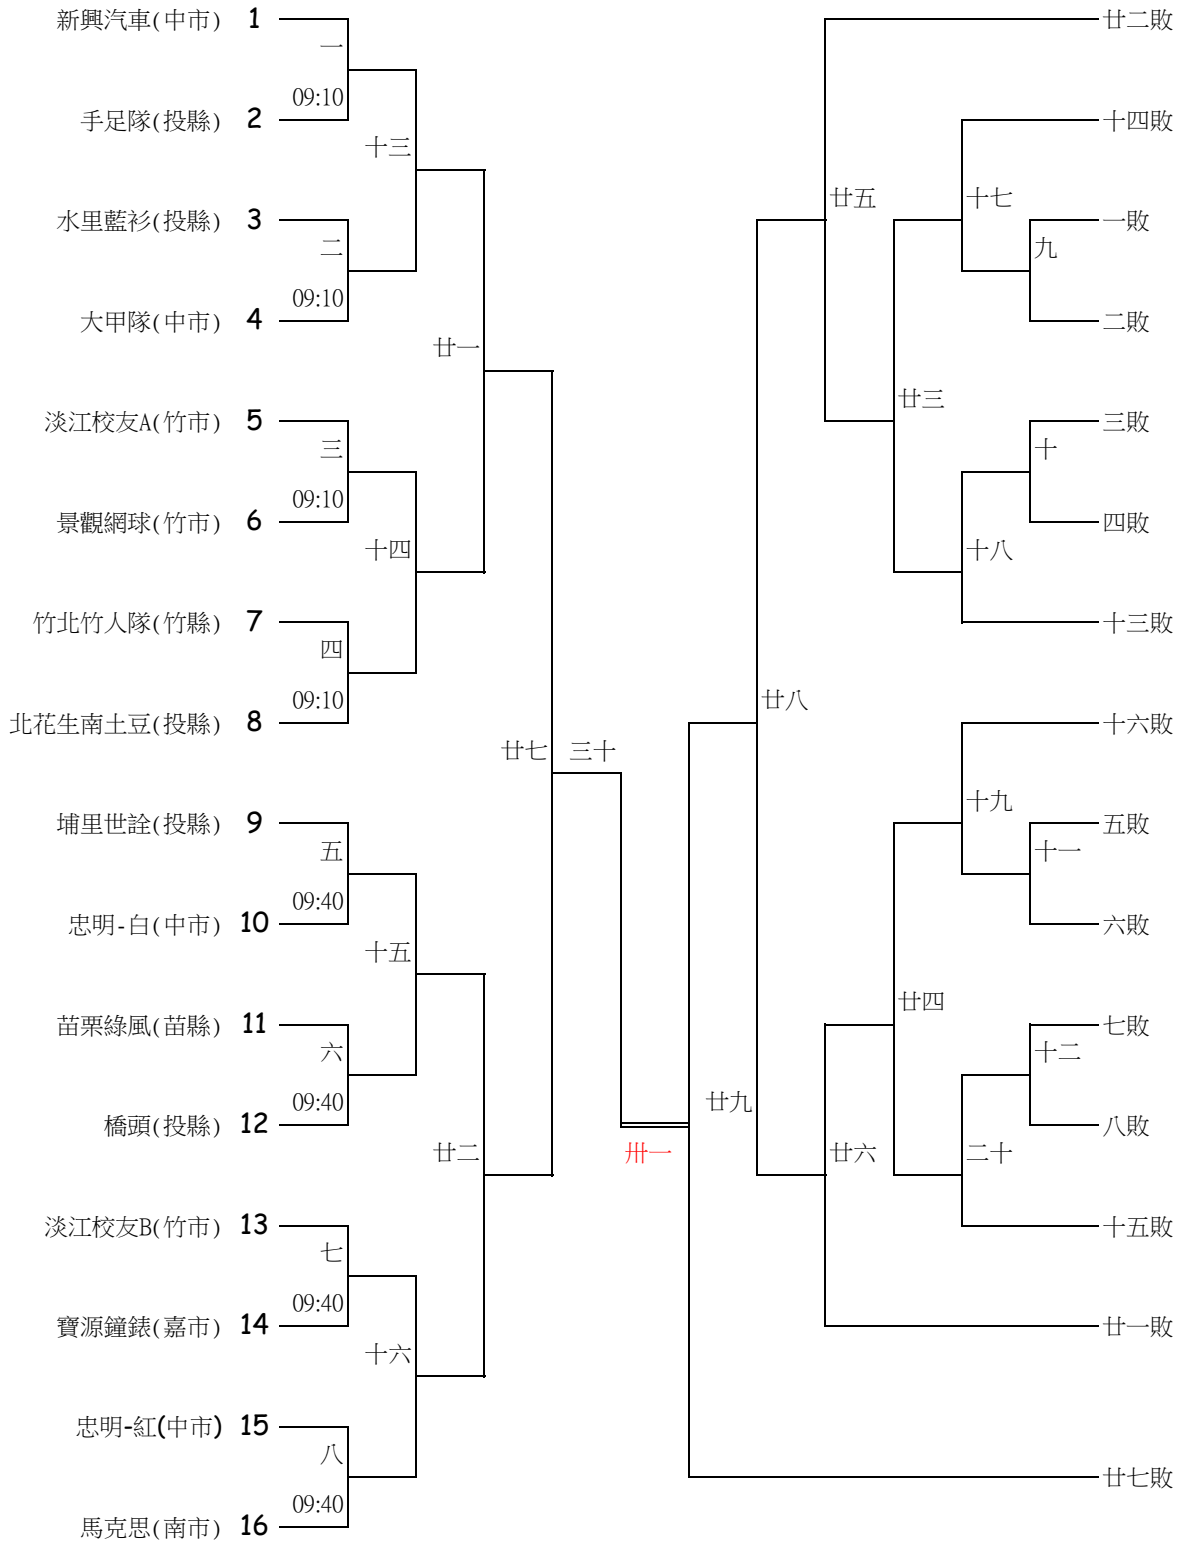 新興汽車(中市) 1
一
09:10
手足隊(投縣) 2
十三
水里藍衫(投縣) 3
二
09:10
大甲隊(中市) 4
廿一
淡江校友A(竹市) 5
三
09:10
景觀網球(竹市) 6
十四
竹北竹人隊(竹縣) 7
四
09:10
北花生南土豆(投縣) 8
廿七 三十
埔里世詮(投縣) 9
五
09:40
忠明-白(中市) 10
十五
苗栗綠風(苗縣) 11
六
09:40
橋頭(投縣) 12
廿二
淡江校友B(竹市) 13
七
09:40
寶源鐘錶(嘉市) 14
十六
忠明-紅(中市) 15
八
09:40
馬克思(南市) 16
卅一
廿二敗
十四敗
廿五
十七
一敗
九
二敗
廿三
三敗
十
四敗
十八
十三敗
廿八
十六敗
十九
五敗
十一
六敗
廿四
七敗
十二
廿九
八敗
廿六
二十
十五敗
廿一敗
廿七敗